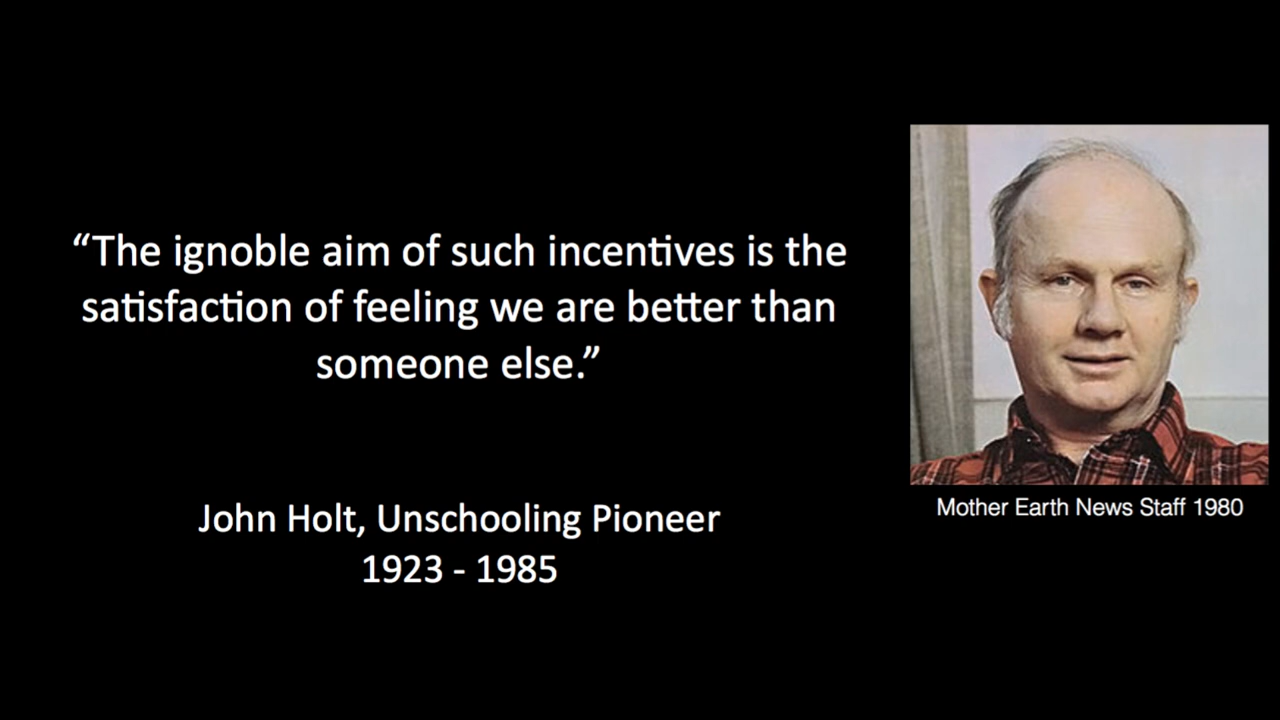 “The ignoble aim of such incentives is the
satisfaction of feeling we are better than
someone else.”
John Holt, Unschooling Pioneer
1923 - 1985
Mother Earth News Staff 1980